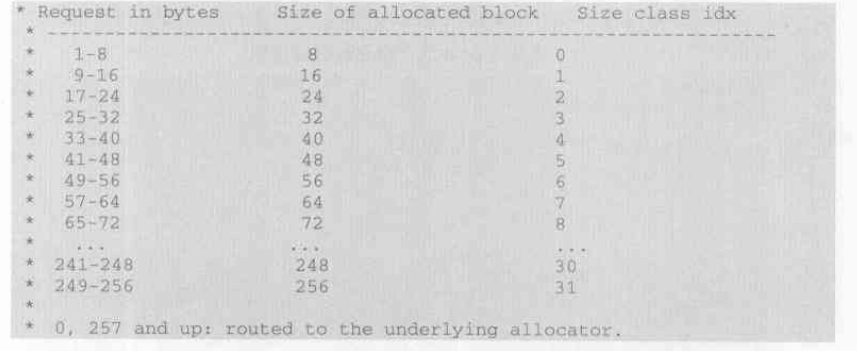 * Request in bytes     Size of allocated block    Size class idx
* ----------------------------------------------------------------
*   1-8                     8                       0
*   9-16                   16                       1
*   17-24                  24                       2
*   25-32                  32                       3
*   33-40                  40                       4
*   41-48                  48                       5
*   49-56                  56                       6
*   57-64                  64                       7
*   65-72                  72                       8
*    ...                   ...                      ...
*  241-248                 248                      30
*  249-256                 256                      31
*
*  0, 257 and up: routed to the underlying allocator.